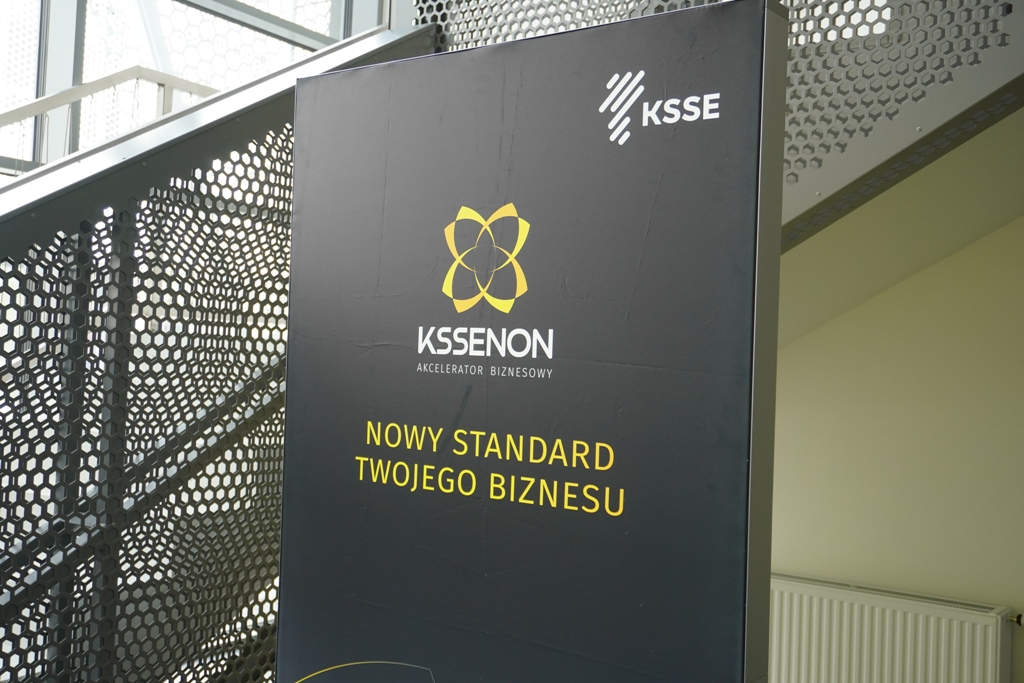 KSSE
KSSENON
AKCELERATOR BIZNESOWY
NOWY STANDARD
TWOJEGO BIZNESU